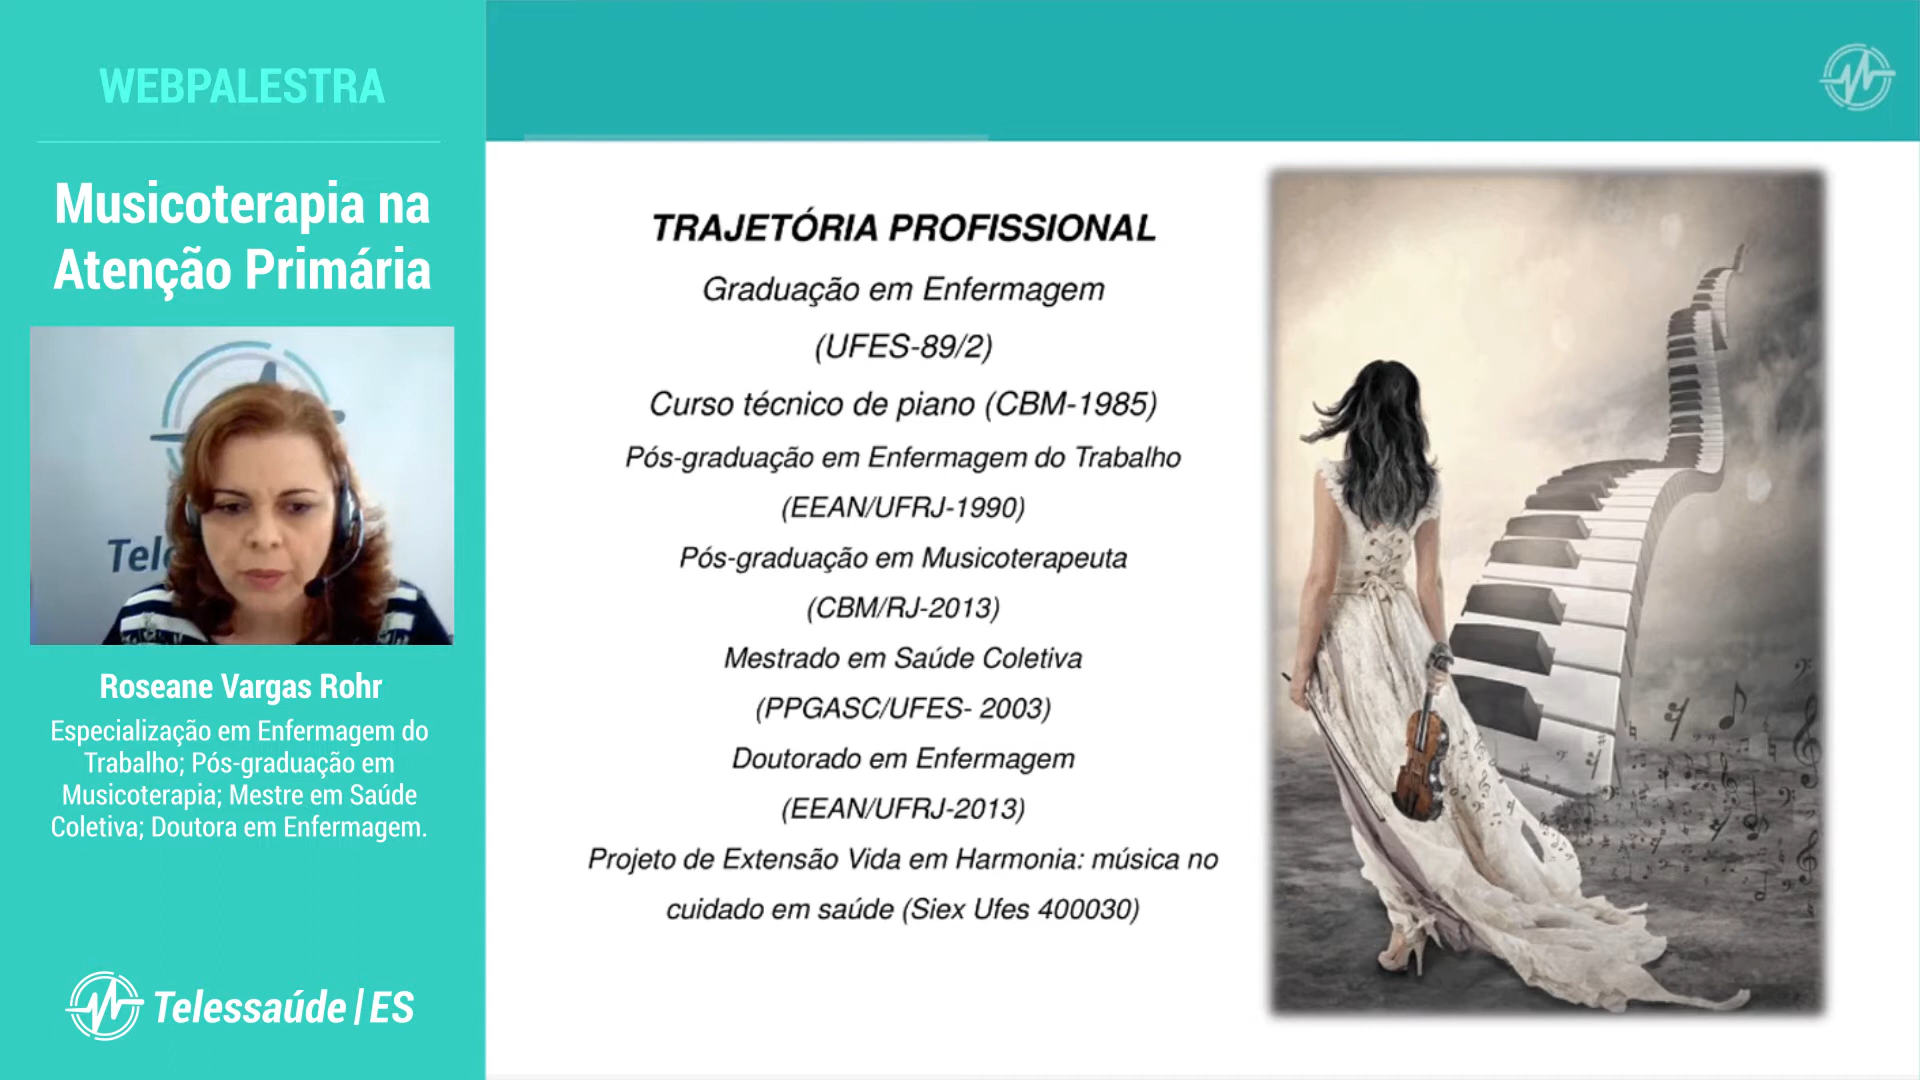 WEBPALESTRA
Musicoterapia na
Atenção Primária
Tele
Roseane Vargas Rohr
Especialização em Enfermagem do
Trabalho; Pós-graduação em
Musicoterapia; Mestre em Saúde
Coletiva; Doutora em Enfermagem.
Telessaúde|ES
TRAJETÓRIA PROFISSIONAL
Graduação em Enfermagem
(UFES-89/2)
Curso técnico de piano (CBM-1985)
Pós-graduação em Enfermagem do Trabalho
(EEAN/UFRJ-1990)
Pós-graduação em Musicoterapeuta
(CBM/RJ-2013)
Mestrado em Saúde Coletiva
(PPGASC/UFES- 2003)
Doutorado em Enfermagem
(EEAN/UFRJ-2013)
Projeto de Extensão Vida em Harmonia: música no
cuidado em saúde (Siex Ufes 400030)